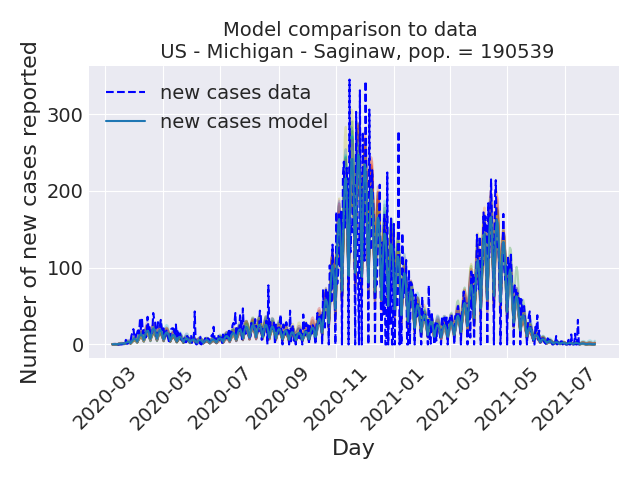 Model comparison to data
US - Michigan - Saginaw, pop. = 190539
new cases data
new cases model
Number of new cases reported
300
200
100
0
2020-03
2020-05
2020-07
2020-09
2020-11
2021-01
2021-03
2021-05
2021-07
Day